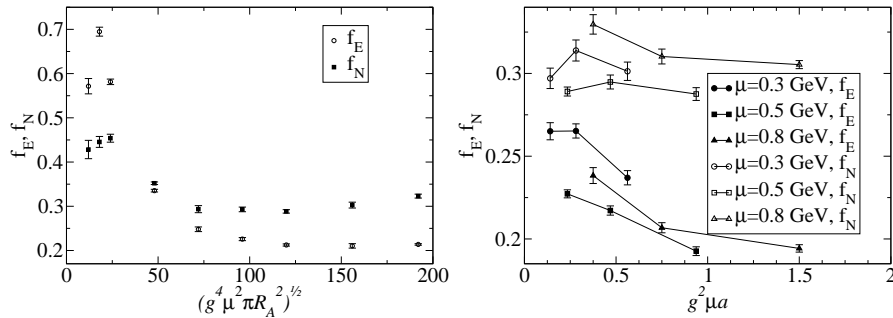 f_E
f_N
0.7
0.6
0.5
0.4
0.3
0.2
f_E, f_N
0
50
100
150
200
(g^4 μ^2 πR_A^2)^½
0.3
0.25
0.2
f_E, f_N
μ=0.3 GeV, f_E
μ=0.5 GeV, f_E
μ=0.8 GeV, f_E
μ=0.3 GeV, f_N
μ=0.5 GeV, f_N
μ=0.8 GeV, f_N
0
0.5
1
1.5
2
g^2μa